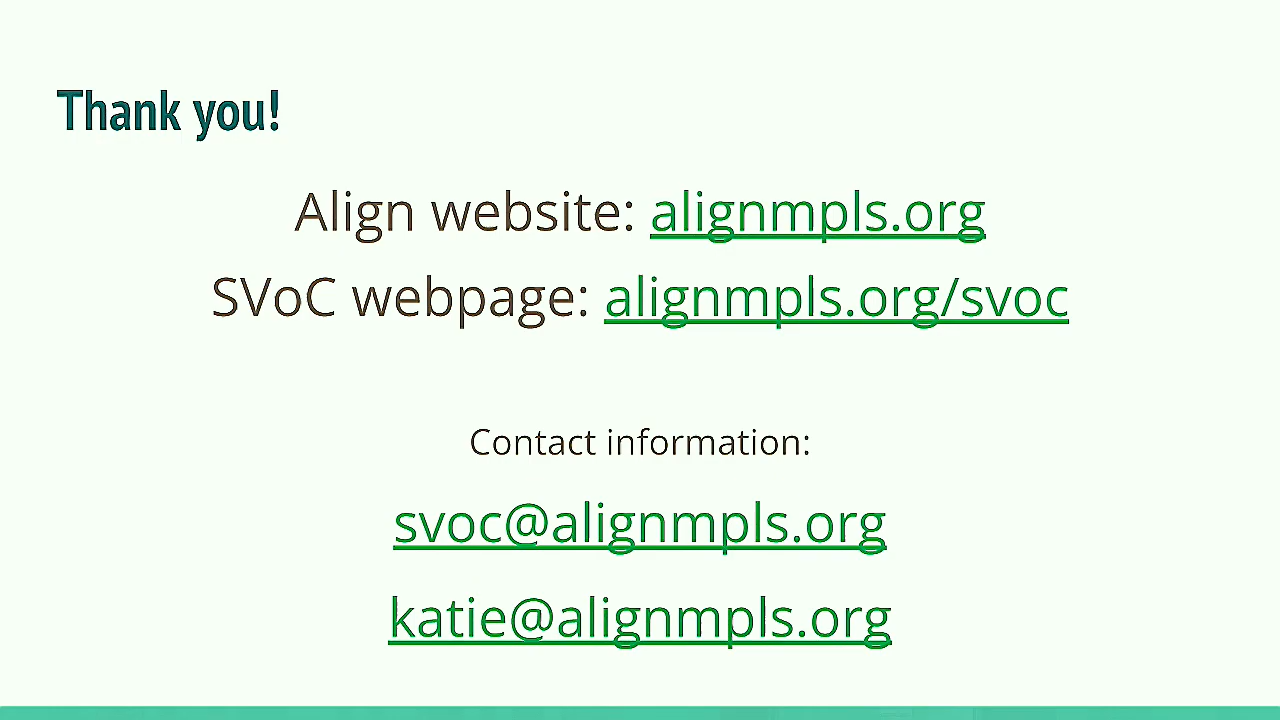 Thank you!
Align website: alignmpls.org
SVoC webpage: alignmpls.org/svoc
Contact information:
svoc@alignmpls.org
katie@alignmpls.org